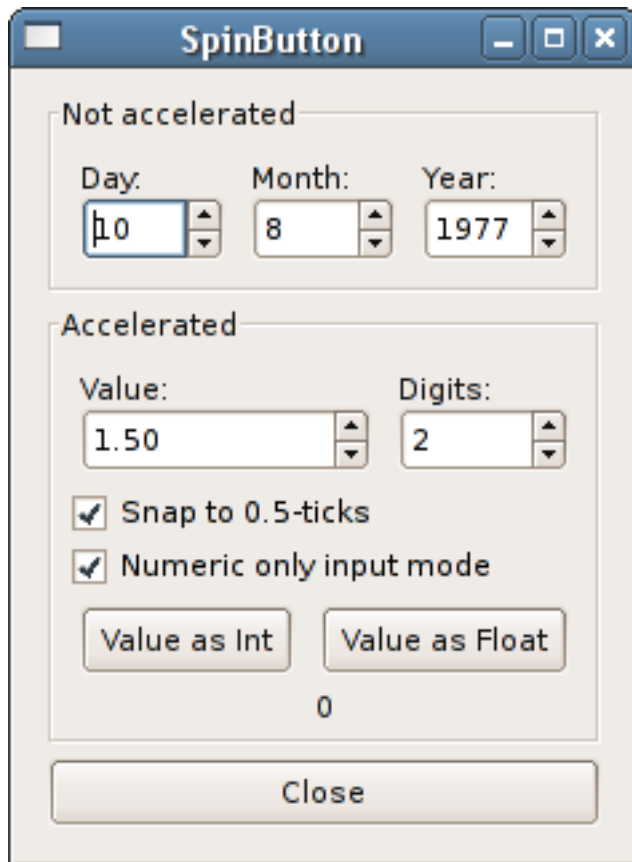 SpinButton
Not accelerated
Day: Month: Year:
10 8 1977
Accelerated
Value: Digits:
1.50 2
Snap to 0.5-ticks
Numeric only input mode
Value as Int Value as Float
0
Close